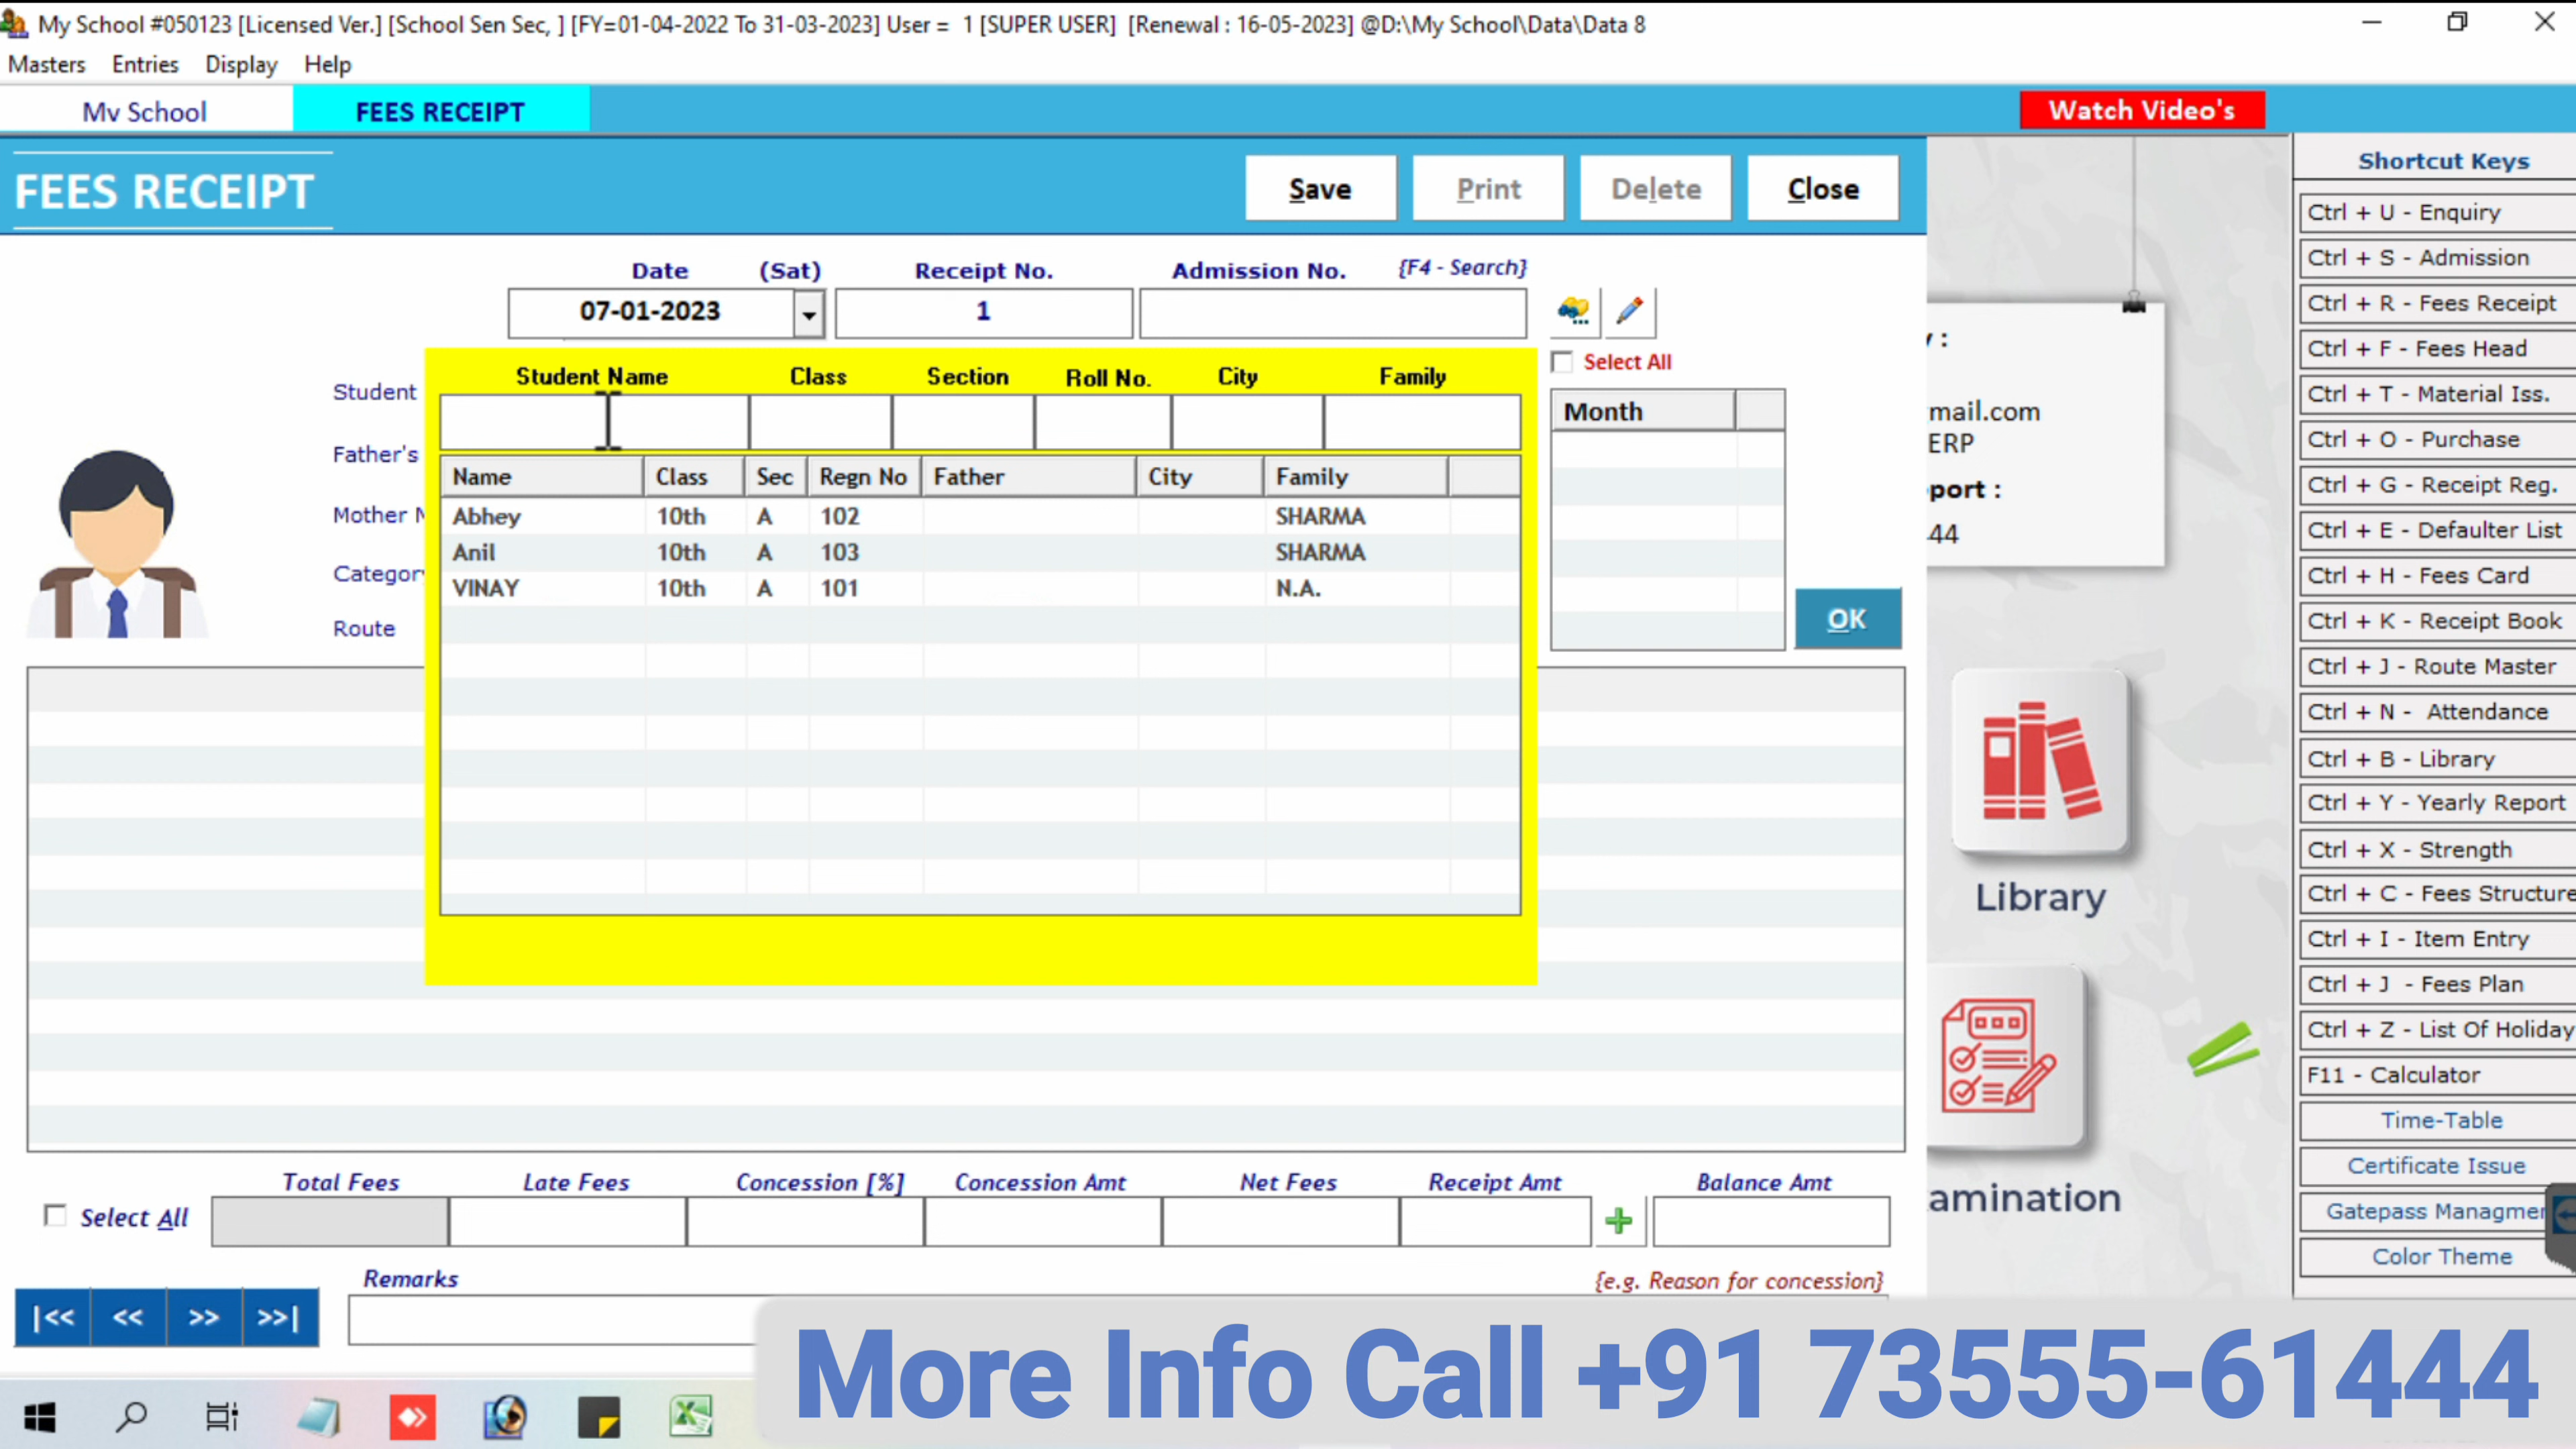 My School #050123 [Licensed Ver.] [School Sen Sec, ] [FY=01-04-2022 To 31-03-2023] User = 1 [SUPER USER] [Renewal : 16-05-2023] @D:\My School\Data\Data 8
Masters Entries Display Help
My School FEES RECEIPT Watch Video's
FEES RECEIPT Save Print Delete Close
Date (Sat) Receipt No. Admission No. {F4 - Search}
07-01-2023 1
Select All
Student Name Class Section Roll No. City Family
Student
Father's
Mother
Category
Route
Name Class Sec Regn No Father City Family
Abhey 10th A 102 SHARMA
Anil 10th A 103 SHARMA
VINAY 10th A 101 N.A.
Month
OK
mail.com
ERP
port :
44
Library
amination
Total Fees Late Fees Concession [%] Concession Amt Net Fees Receipt Amt Balance Amt
Select All
Remarks {e.g. Reason for concession}
|<< << >> >>|
Shortcut Keys
Ctrl + U - Enquiry
Ctrl + S - Admission
Ctrl + R - Fees Receipt
Ctrl + F - Fees Head
Ctrl + T - Material Iss.
Ctrl + O - Purchase
Ctrl + G - Receipt Reg.
Ctrl + E - Defaulter List
Ctrl + H - Fees Card
Ctrl + K - Receipt Book
Ctrl + J - Route Master
Ctrl + N - Attendance
Ctrl + B - Library
Ctrl + Y - Yearly Report
Ctrl + X - Strength
Ctrl + C - Fees Structure
Ctrl + I - Item Entry
Ctrl + J - Fees Plan
Ctrl + Z - List Of Holiday
F11 - Calculator
Time-Table
Certificate Issue
Gatepass Managmer
Color Theme
More Info Call +91 73555-61444